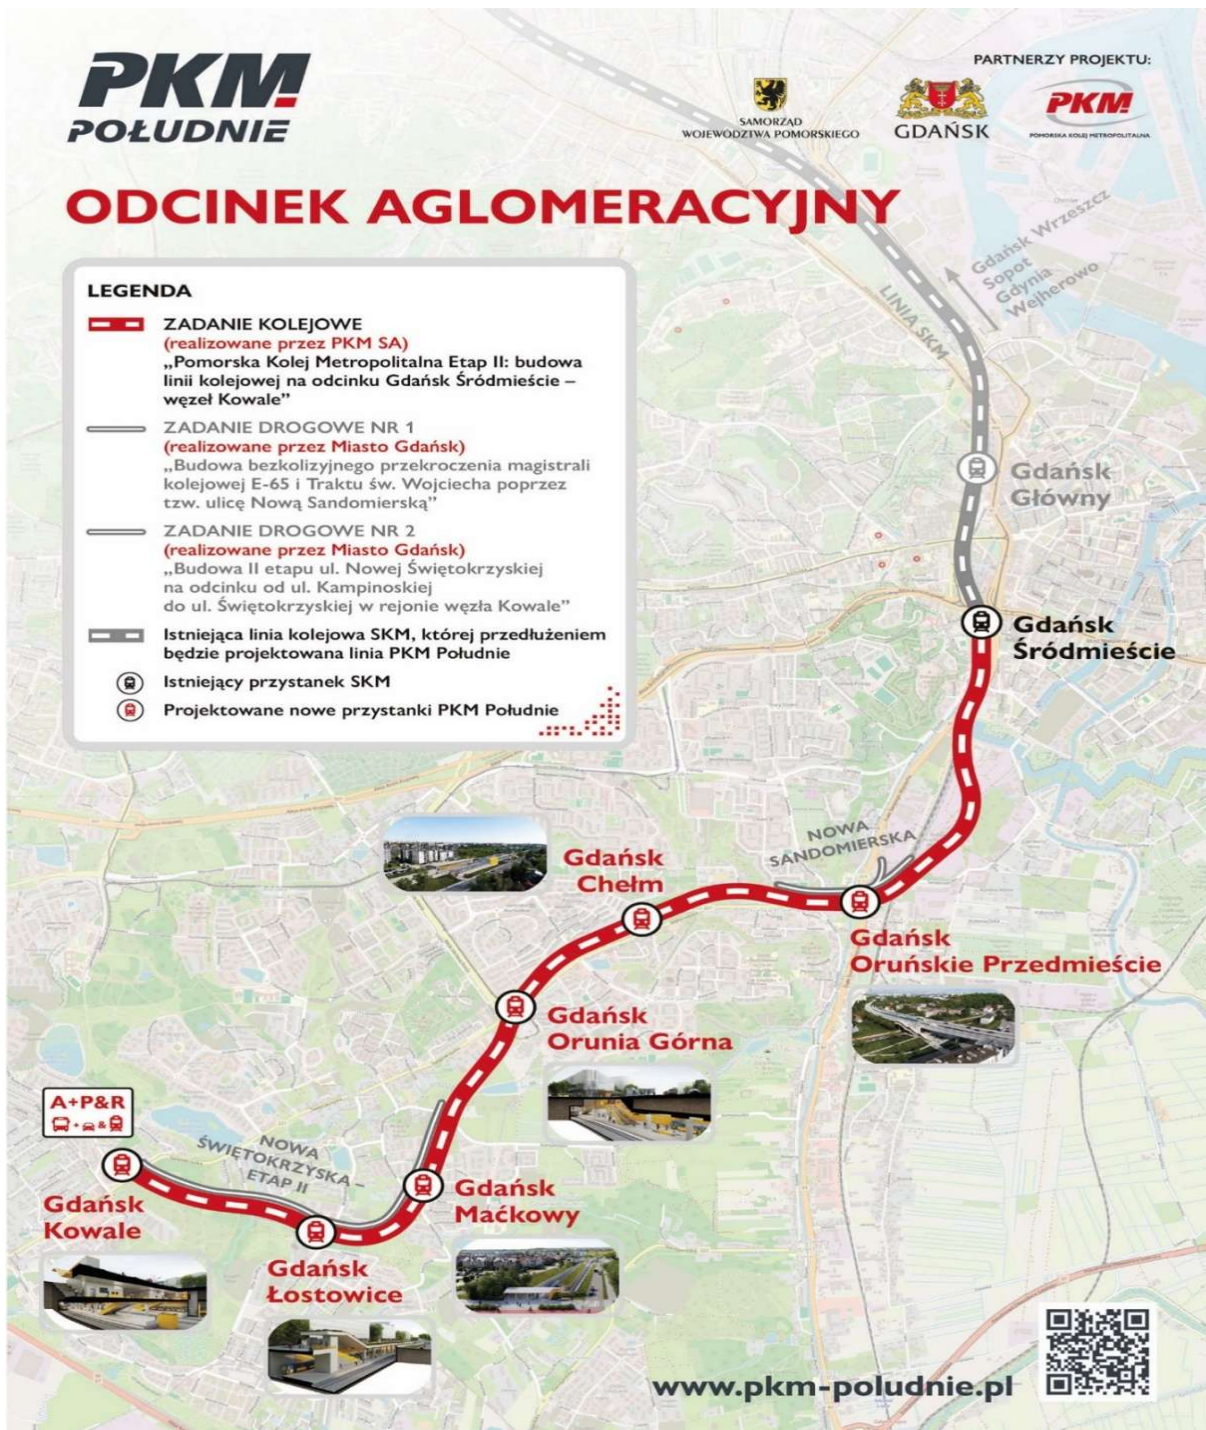 PKM
POŁUDNIE
PARTNERZY PROJEKTU:
SAMORZĄD
WOJEWÓDZTWA POMORSKIEGO
GDAŃSK
PKM
POMORSKA KOLEJ METROPOLITALNA
ODCINEK AGLOMERACYJNY
Gdańsk Wrzeszcz
Sopot
Gdynia
Wejherowo
LINIA SKM
LEGENDA
ZADANIE KOLEJOWE
(realizowane przez PKM SA)
„Pomorska Kolej Metropolitalna Etap II: budowa
linii kolejowej na odcinku Gdańsk Śródmieście –
węzeł Kowale”
ZADANIE DROGOWE NR 1
(realizowane przez Miasto Gdańsk)
„Budowa bezkolizyjnego przekroczenia magistrali
kolejowej E-65 i Traktu św. Wojciecha poprzez
tzw. ulicę Nową Sandomierską”
ZADANIE DROGOWE NR 2
(realizowane przez Miasto Gdańsk)
„Budowa II etapu ul. Nowej Świętokrzyskiej
na odcinku od ul. Kampinoskiej
do ul. Świętokrzyskiej w rejonie węzła Kowale”
Istniejąca linia kolejowa SKM, której przedłużeniem
będzie projektowana linia PKM Południe
Istniejący przystanek SKM
Projektowane nowe przystanki PKM Południe
Gdańsk
Główny
Gdańsk
Śródmieście
NOWA
SANDOMIERSKA
Gdańsk
Chełm
Gdańsk
Oruńskie Przedmieście
Gdańsk
Orunia Górna
A+P&R
+ &
NOWA
ŚWIĘTOKRZYSKA –
ETAP II
Gdańsk
Maćkowy
Gdańsk
Kowale
Gdańsk
Łostowice
www.pkm-poludnie.pl